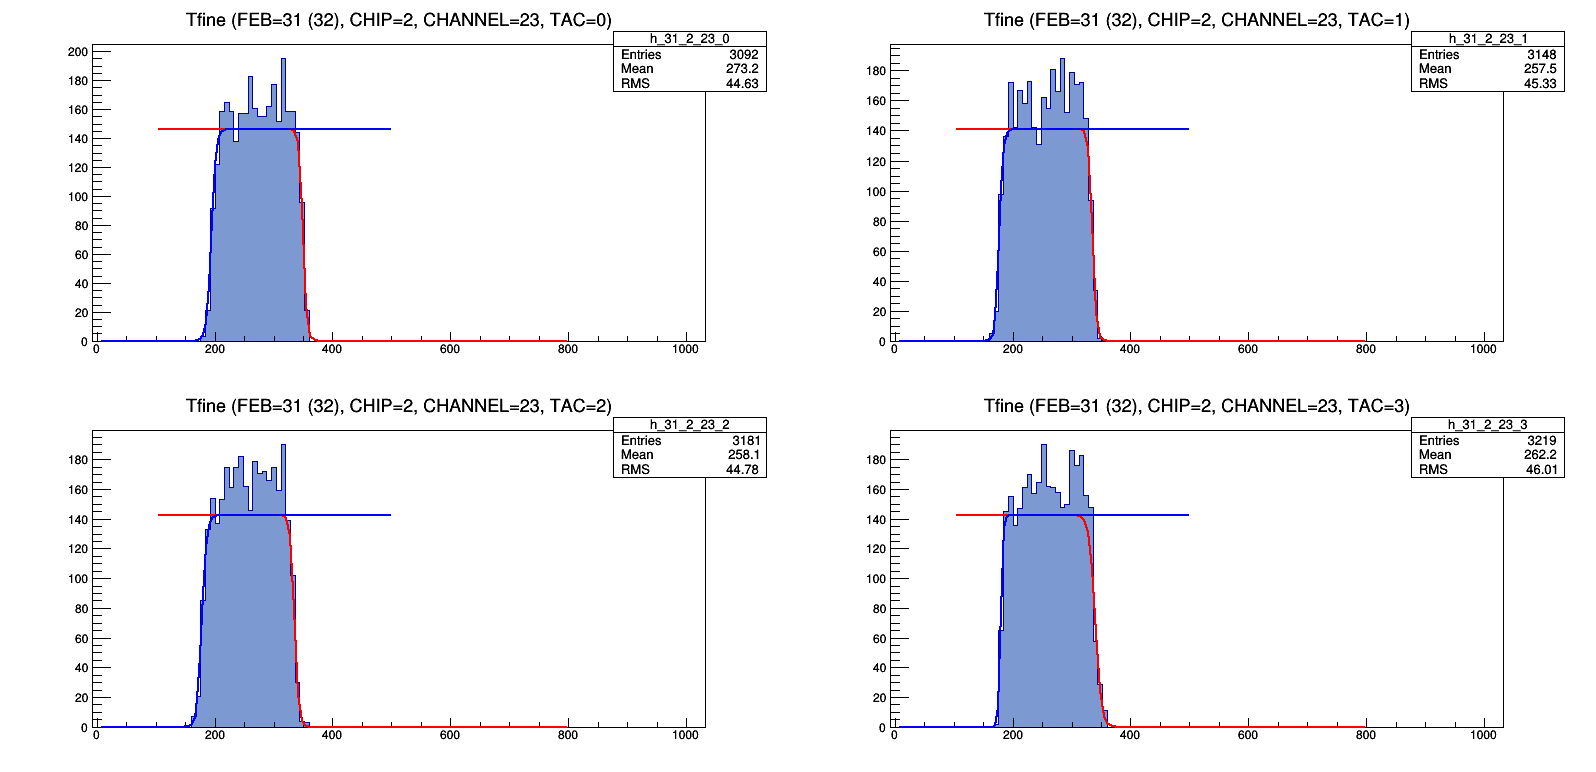 Tfine (FEB=31 (32), CHIP=2, CHANNEL=23, TAC=0)
h_31_2_23_0
Entries 3092
Mean 273.2
RMS 44.63
200
180
160
140
120
100
80
60
40
20
0
0 200 400 600 800 1000
Tfine (FEB=31 (32), CHIP=2, CHANNEL=23, TAC=1)
h_31_2_23_1
Entries 3148
Mean 257.5
RMS 45.33
180
160
140
120
100
80
60
40
20
0
0 200 400 600 800 1000
Tfine (FEB=31 (32), CHIP=2, CHANNEL=23, TAC=2)
h_31_2_23_2
Entries 3181
Mean 258.1
RMS 44.78
180
160
140
120
100
80
60
40
20
0
0 200 400 600 800 1000
Tfine (FEB=31 (32), CHIP=2, CHANNEL=23, TAC=3)
h_31_2_23_3
Entries 3219
Mean 262.2
RMS 46.01
180
160
140
120
100
80
60
40
20
0
0 200 400 600 800 1000